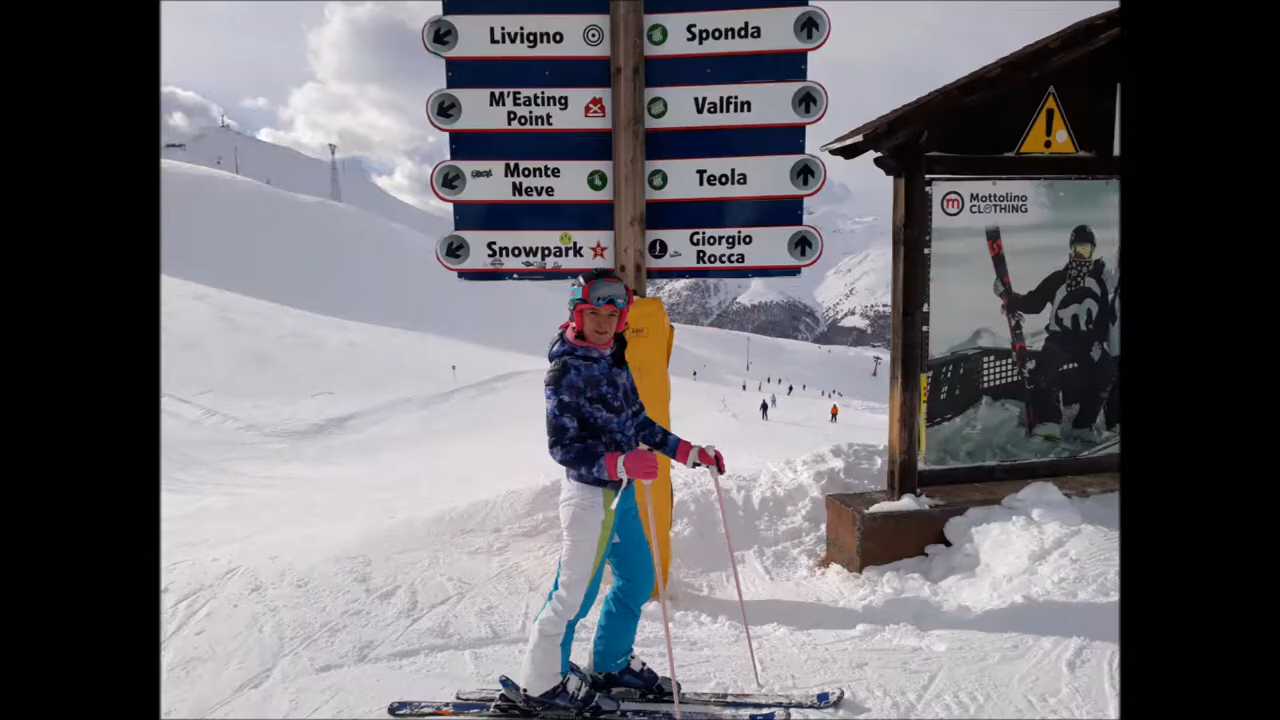 Livigno
Sponda
M'Eating
Point
Valfin
Monte
Neve
Teola
Snowpark
S
Giorgio
Rocca
!
m Mottolino
CLOTHING
m